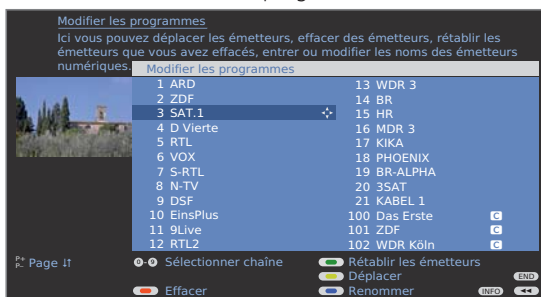 Modifier les programmes
Ici vous pouvez déplacer les émetteurs, effacer des émetteurs, rétablir les
émetteurs que vous avez effacés, entrer ou modifier les noms des émetteurs
numériques.
Modifier les programmes
1 ARD
2 ZDF
3 SAT.1
4 D Vierte
5 RTL
6 VOX
7 S-RTL
8 N-TV
9 DSF
10 EinsPlus
11 9Live
12 RTL2
13 WDR 3
14 BR
15 HR
16 MDR 3
17 KIKA
18 PHOENIX
19 BR-ALPHA
20 3SAT
21 KABEL 1
100 Das Erste C
101 ZDF C
102 WDR Köln C
P+
P- Page ↓↑
0-9 Sélectionner chaîne
Rétablir les émetteurs
Déplacer END
Effacer
Renommer INFO ◄◄